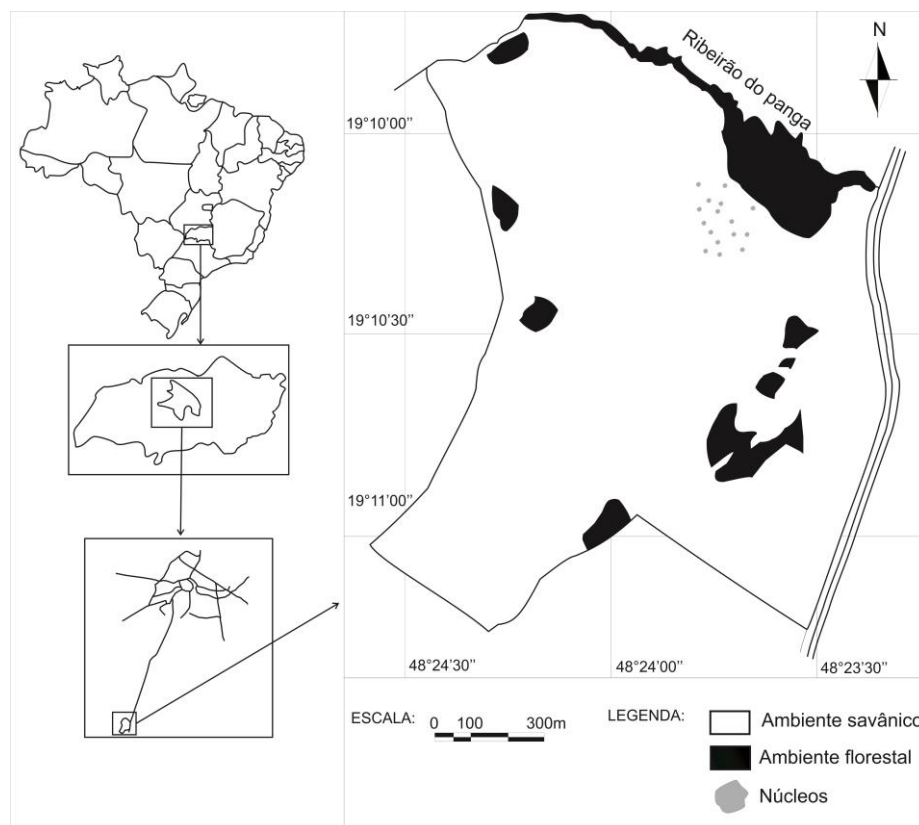 Ribeirão do panga
N
19°10’00’’
19°10’30’’
19°11’00’’
48°24’30’’ 48°24’00’’ 48°23’30’’
ESCALA: 0 100 300m
LEGENDA:
Ambiente savânico
Ambiente florestal
Núcleos